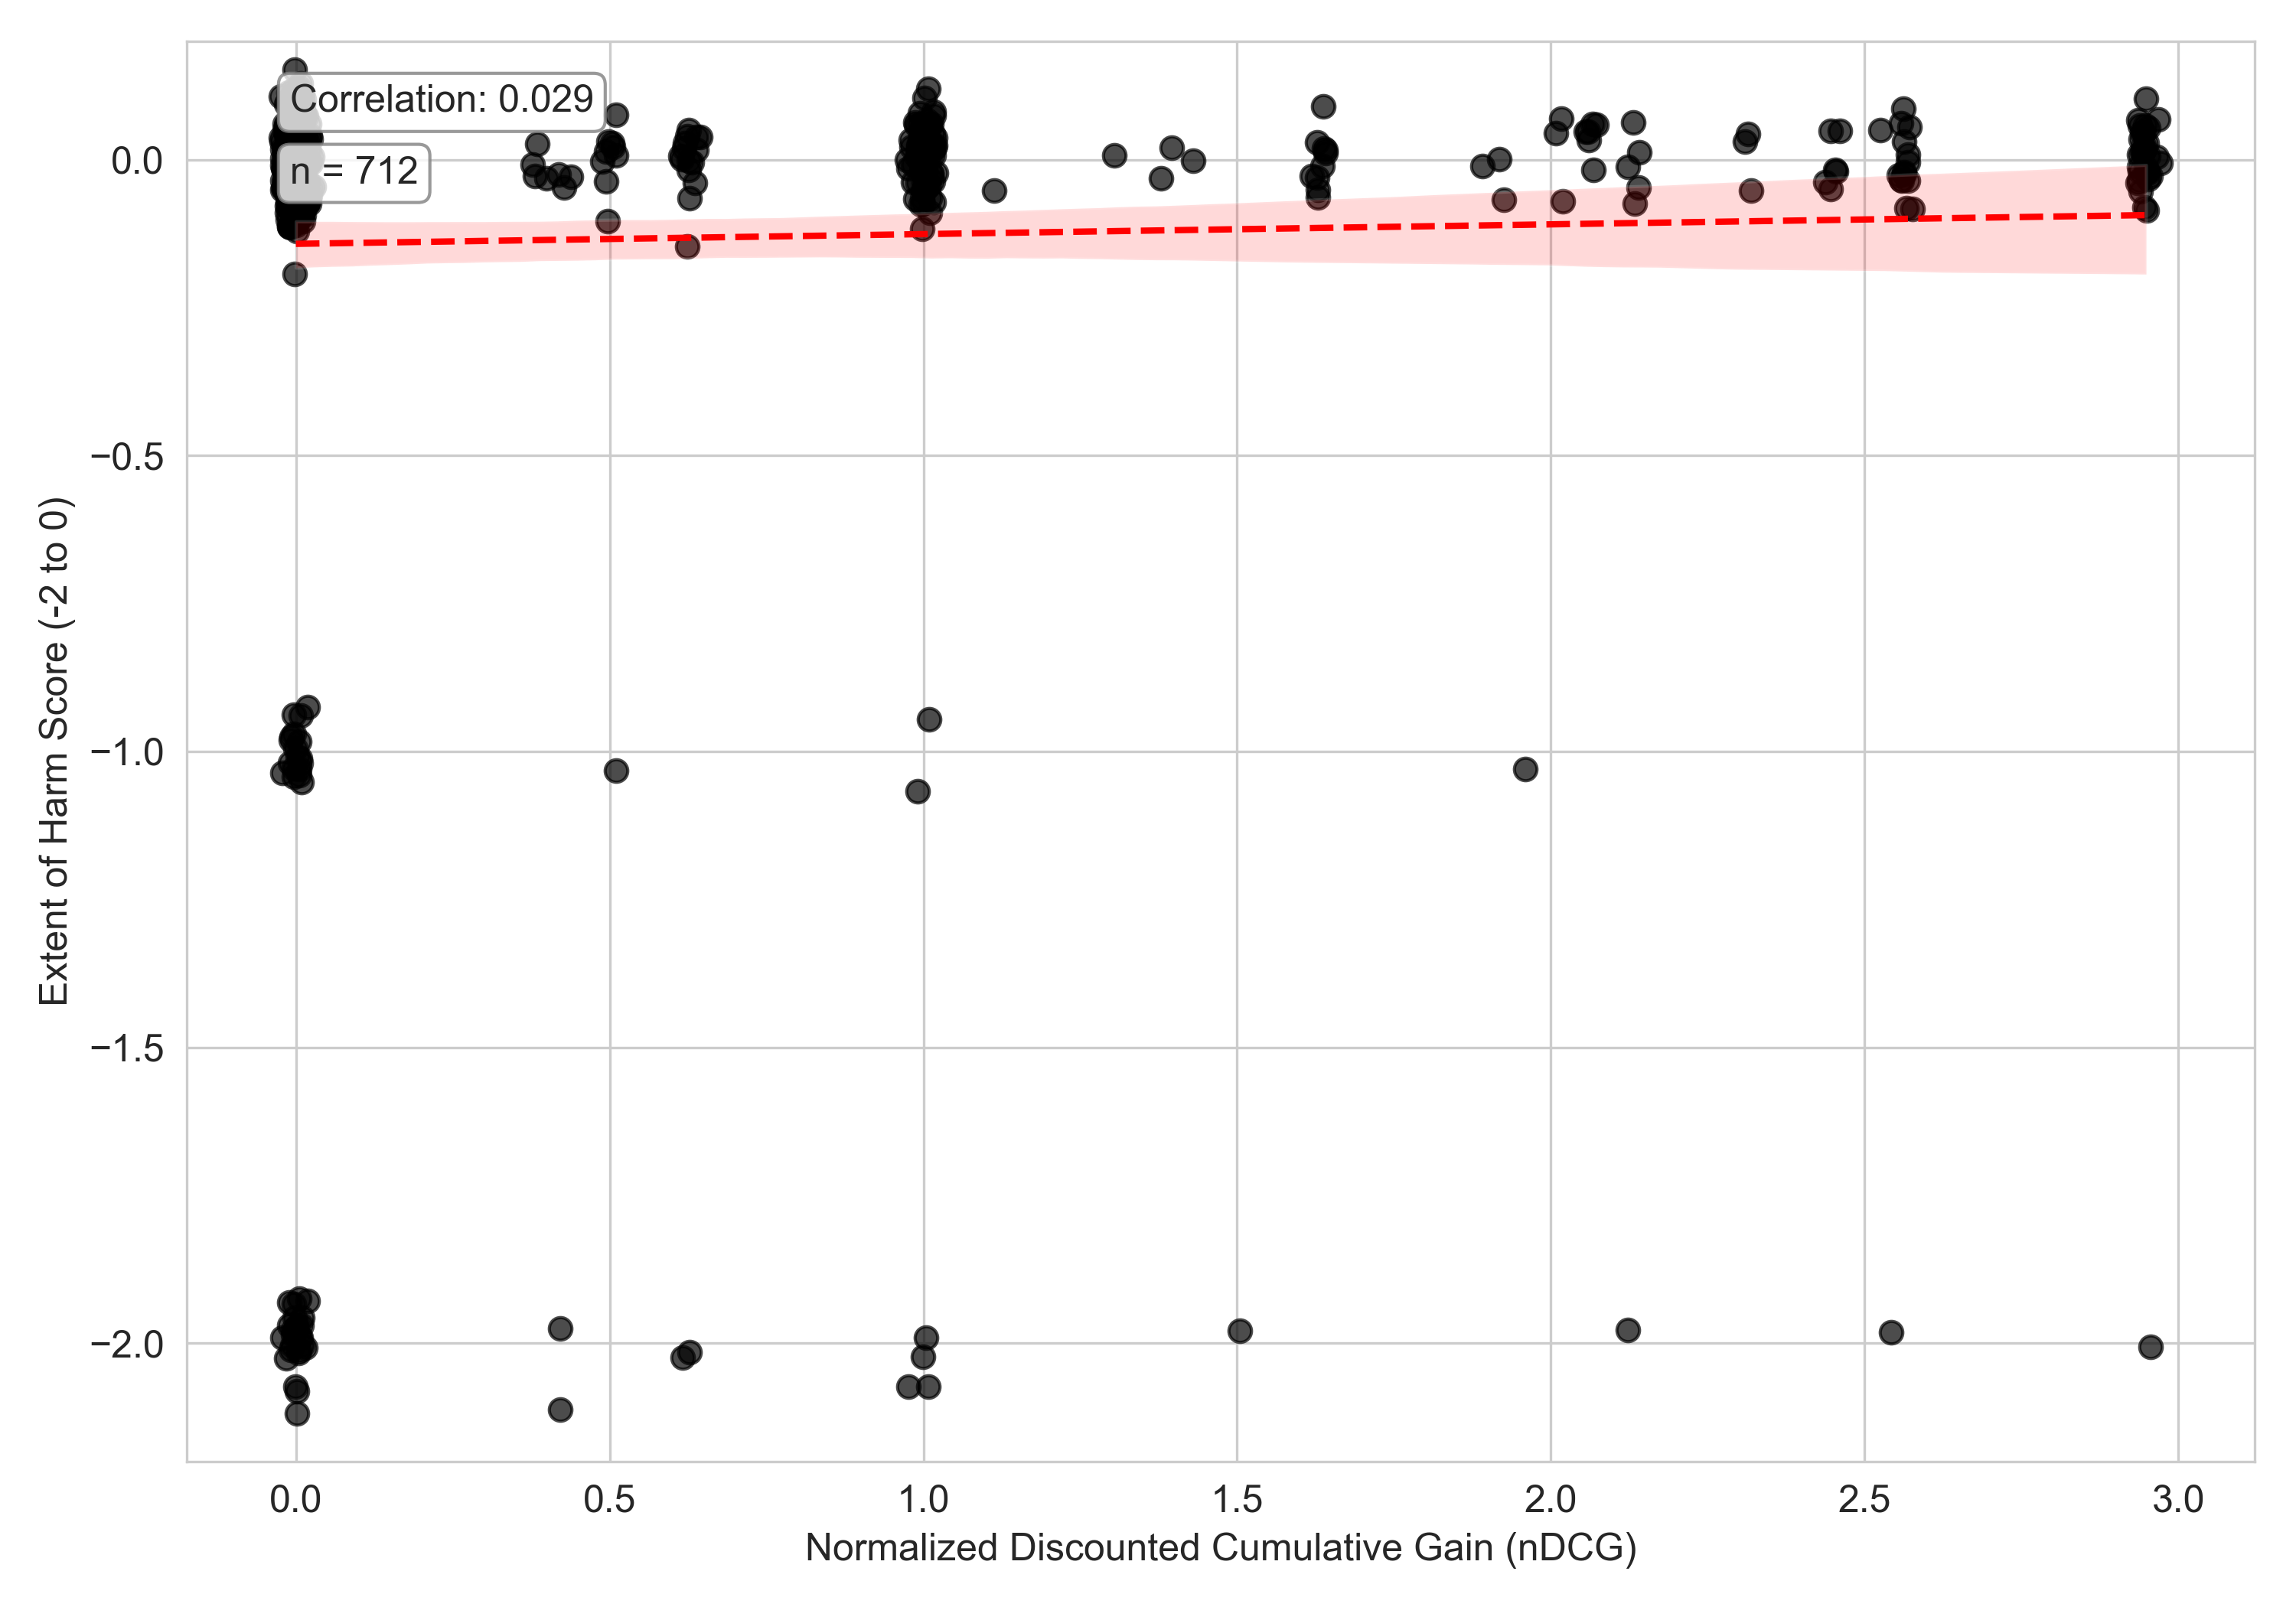 Correlation: 0.029
n = 712
0.0
−0.5
−1.0
−1.5
−2.0
Extent of Harm Score (-2 to 0)
0.0 0.5 1.0 1.5 2.0 2.5 3.0
Normalized Discounted Cumulative Gain (nDCG)